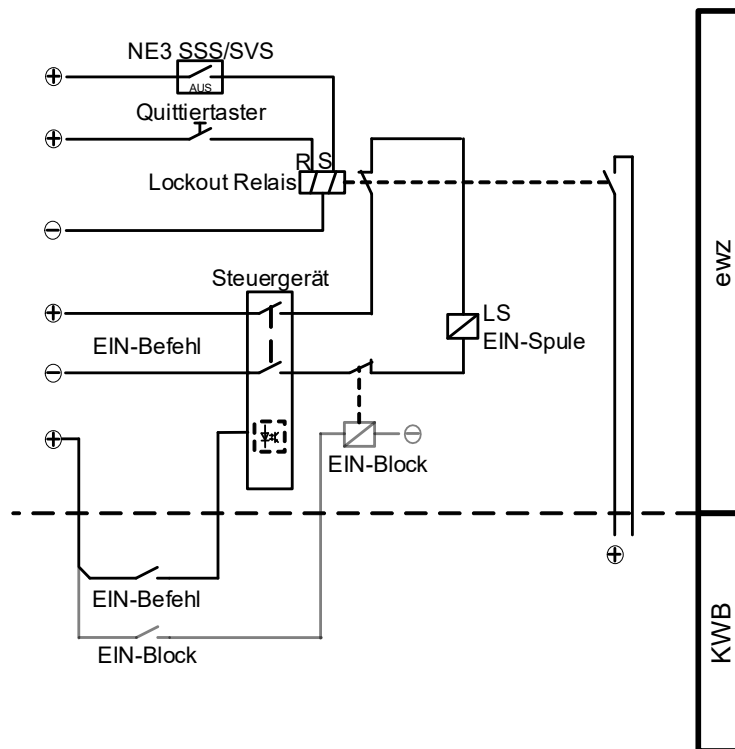 NE3 SSS/SVS
AUS
Quittiertaster
R S
Lockout Relais
Steuergerät
LS
EIN-Spule
EIN-Befehl
EIN-Block
ewz
EIN-Befehl
EIN-Block
KWB